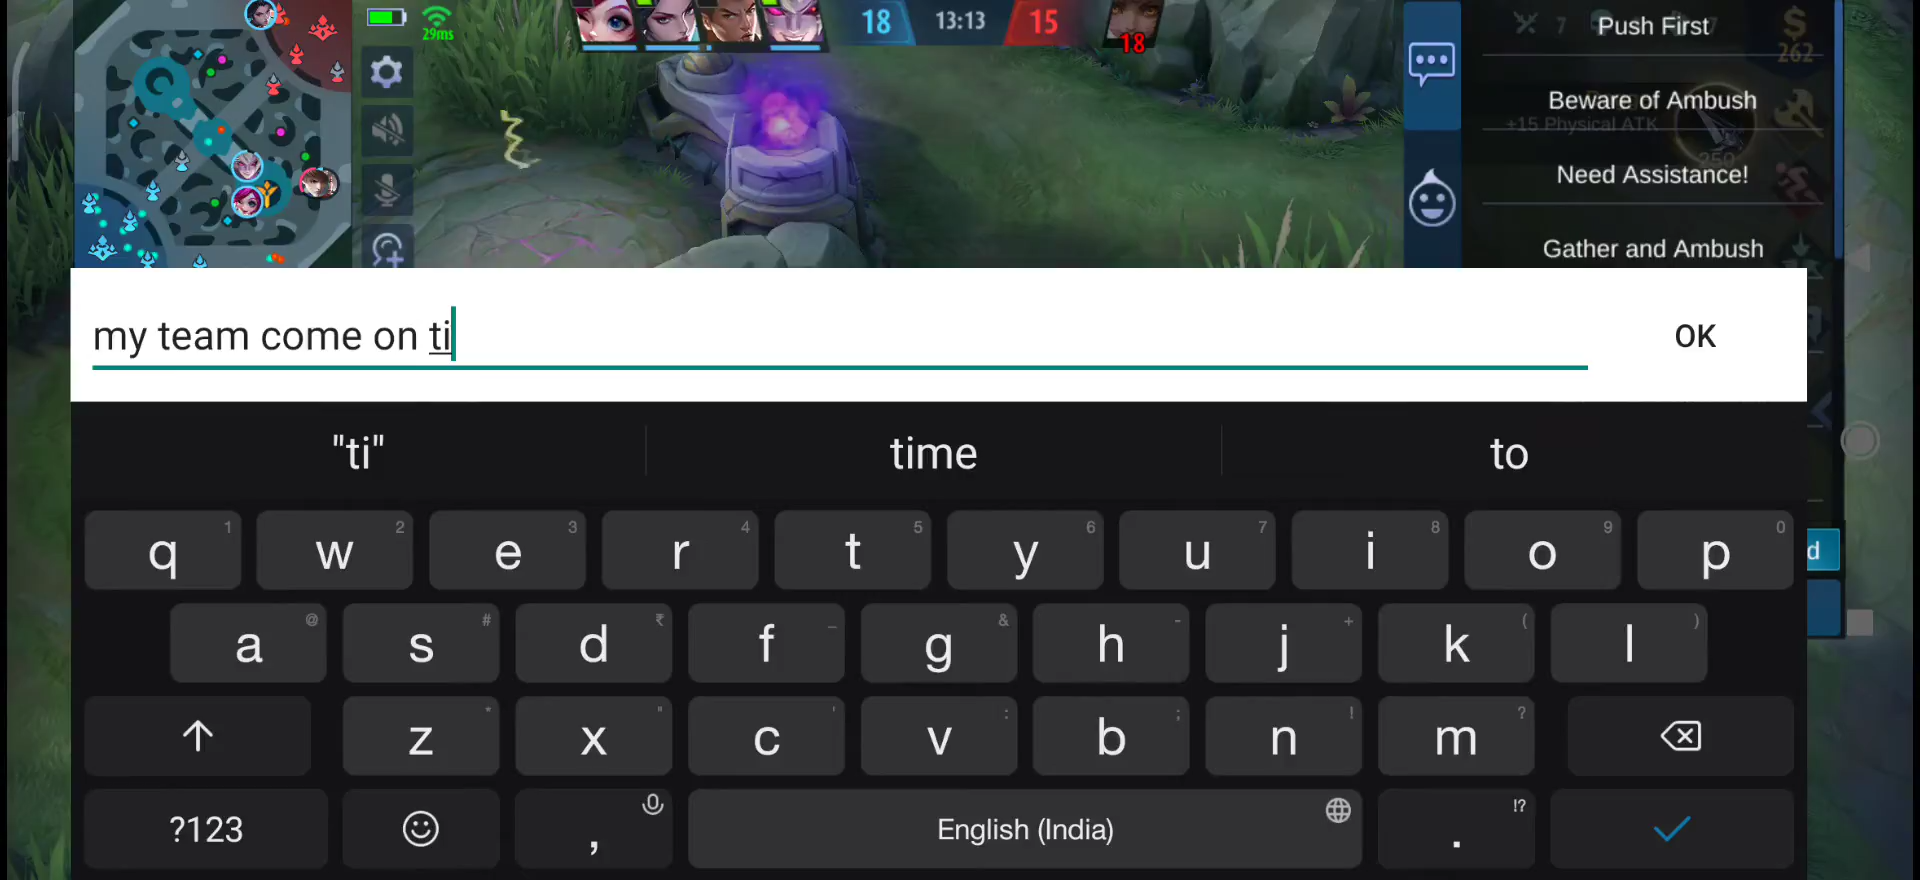 29ms
18 13:13 15
18
7
Push First
262
Beware of Ambush
+15 Physical ATK
250
Need Assistance!
Gather and Ambush
my team come on ti
OK
"ti" time to
1 2 3 4 5 6 7 8 9 0
q w e r t y u i o p
d
@ # ₹ _ & - + ( )
a s d f g h j k l
* " ' : ; ! ?
z x c v b n m
!?
?123 , English (India) .